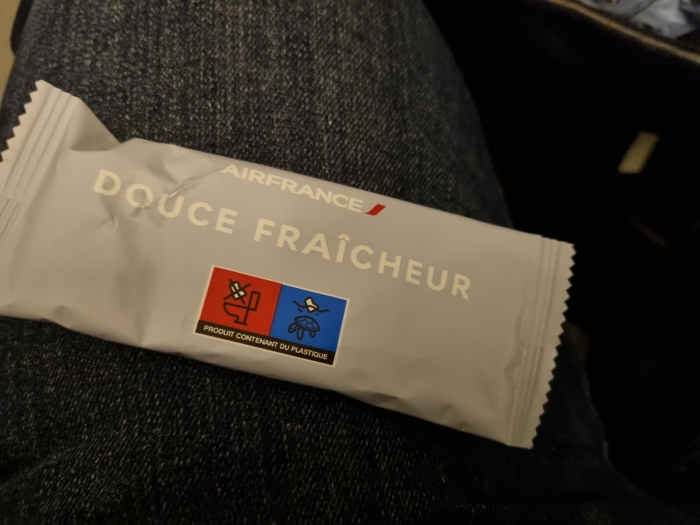 AIRFRANCE
DOUCE FRAÎCHEUR
PRODUIT CONTENANT DU PLASTIQUE